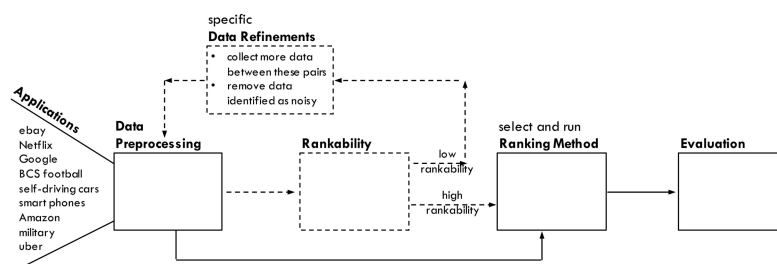 specific
Data Refinements
• collect more data
between these pairs
• remove data
identified as noisy
Applications
ebay
Netflix
Google
BCS football
self-driving cars
smart phones
Amazon
military
uber
Data
Preprocessing
Rankability
low
rankability
high
rankability
select and run
Ranking Method
Evaluation